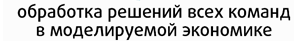 обработка решений всех команд
в моделируемой экономике